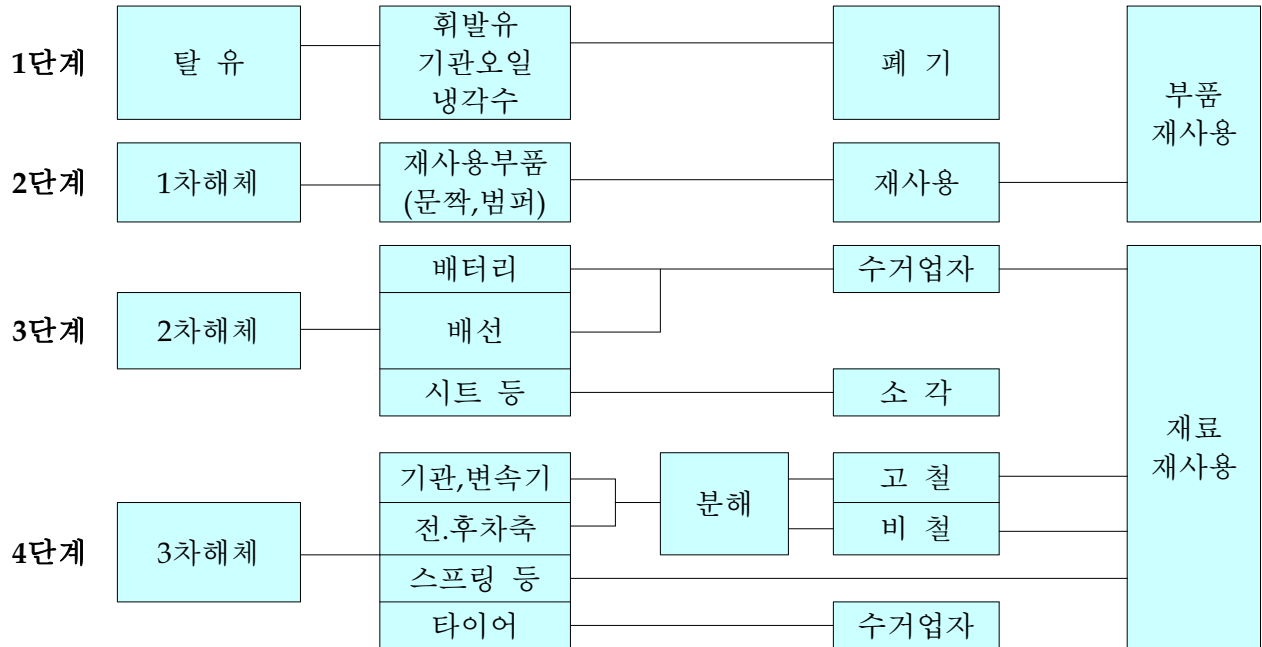 1단계
탈 유
휘발유
기관오일
냉각수
폐 기
부품
재사용
2단계
1차해체
재사용부품
(문짝,범퍼)
재사용
3단계
2차해체
배터리
배선
시트 등
수거업자
소 각
재료
재사용
4단계
3차해체
기관,변속기
전.후차축
스프링 등
타이어
분해
고 철
비 철
수거업자